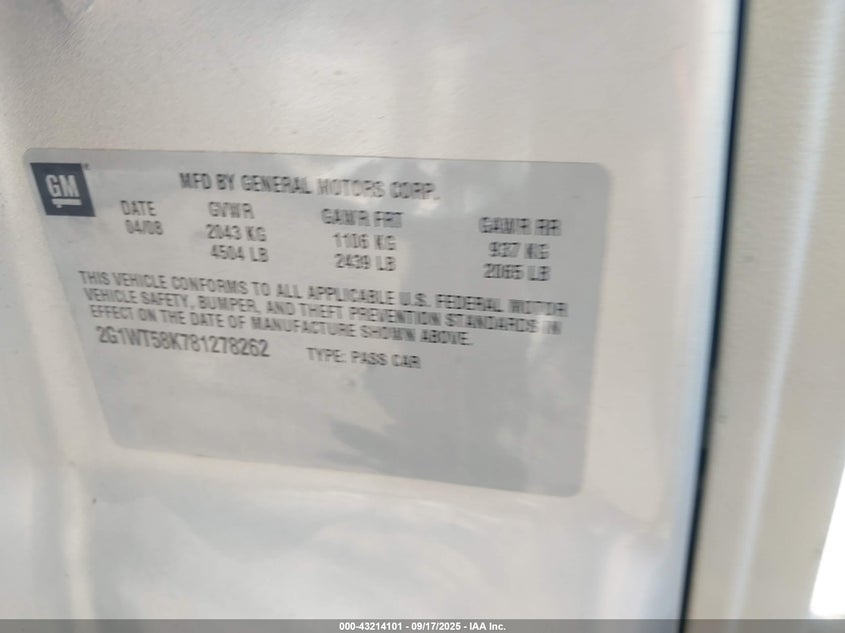 GM
MFD BY GENERAL MOTORS CORP.
DATE GVWR GAWR FRT GAWR RR
04/08 2043 KG 1106 KG 937 KG
4504 LB 2439 LB 2065 LB
THIS VEHICLE CONFORMS TO ALL APPLICABLE U.S. FEDERAL MOTOR
VEHICLE SAFETY, BUMPER, AND THEFT PREVENTION STANDARDS IN
EFFECT ON THE DATE OF MANUFACTURE SHOWN ABOVE.
2G1WT58K781278262 TYPE: PASS CAR
000-43214101 - 09/17/2025 - IAA Inc.